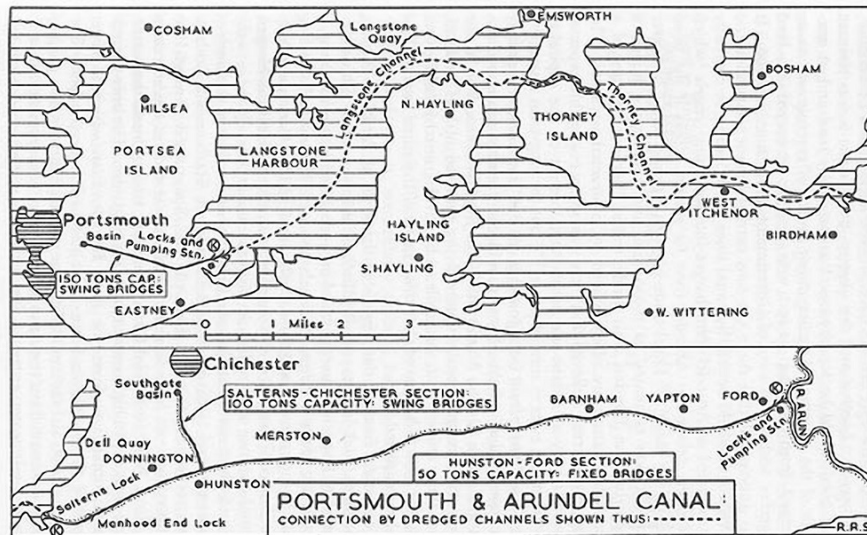 COSHAM
Langstone
Quay
EMSWORTH
BOSHAM
HILSEA
Langstone Channel
N. HAYLING
THORNEY
ISLAND
Thorney Channel
PORTSEA
ISLAND
LANGSTONE
HARBOUR
Portsmouth
Basin
Locks and
Pumping Stn.
K
HAYLING
ISLAND
WEST
ITCHENOR
BIRDHAM
150 TONS CAP:
SWING BRIDGES
S. HAYLING
EASTNEY
W. WITTERING
0 1 Miles 2 3
Chichester
Southgate
Basin
SALTERNS-CHICHESTER SECTION:
100 TONS CAPACITY: SWING BRIDGES
BARNHAM
YAPTON
FORD
K
R. ARUN
Locks and
Pumping Stn.
Dell Quay
DONNINGTON
MERSTON
Salterns Lock
HUNSTON
HUNSTON-FORD SECTION:
50 TONS CAPACITY: FIXED BRIDGES
Manhood End Lock
K
PORTSMOUTH & ARUNDEL CANAL:
CONNECTION BY DREDGED CHANNELS SHOWN THUS:
R.R.S